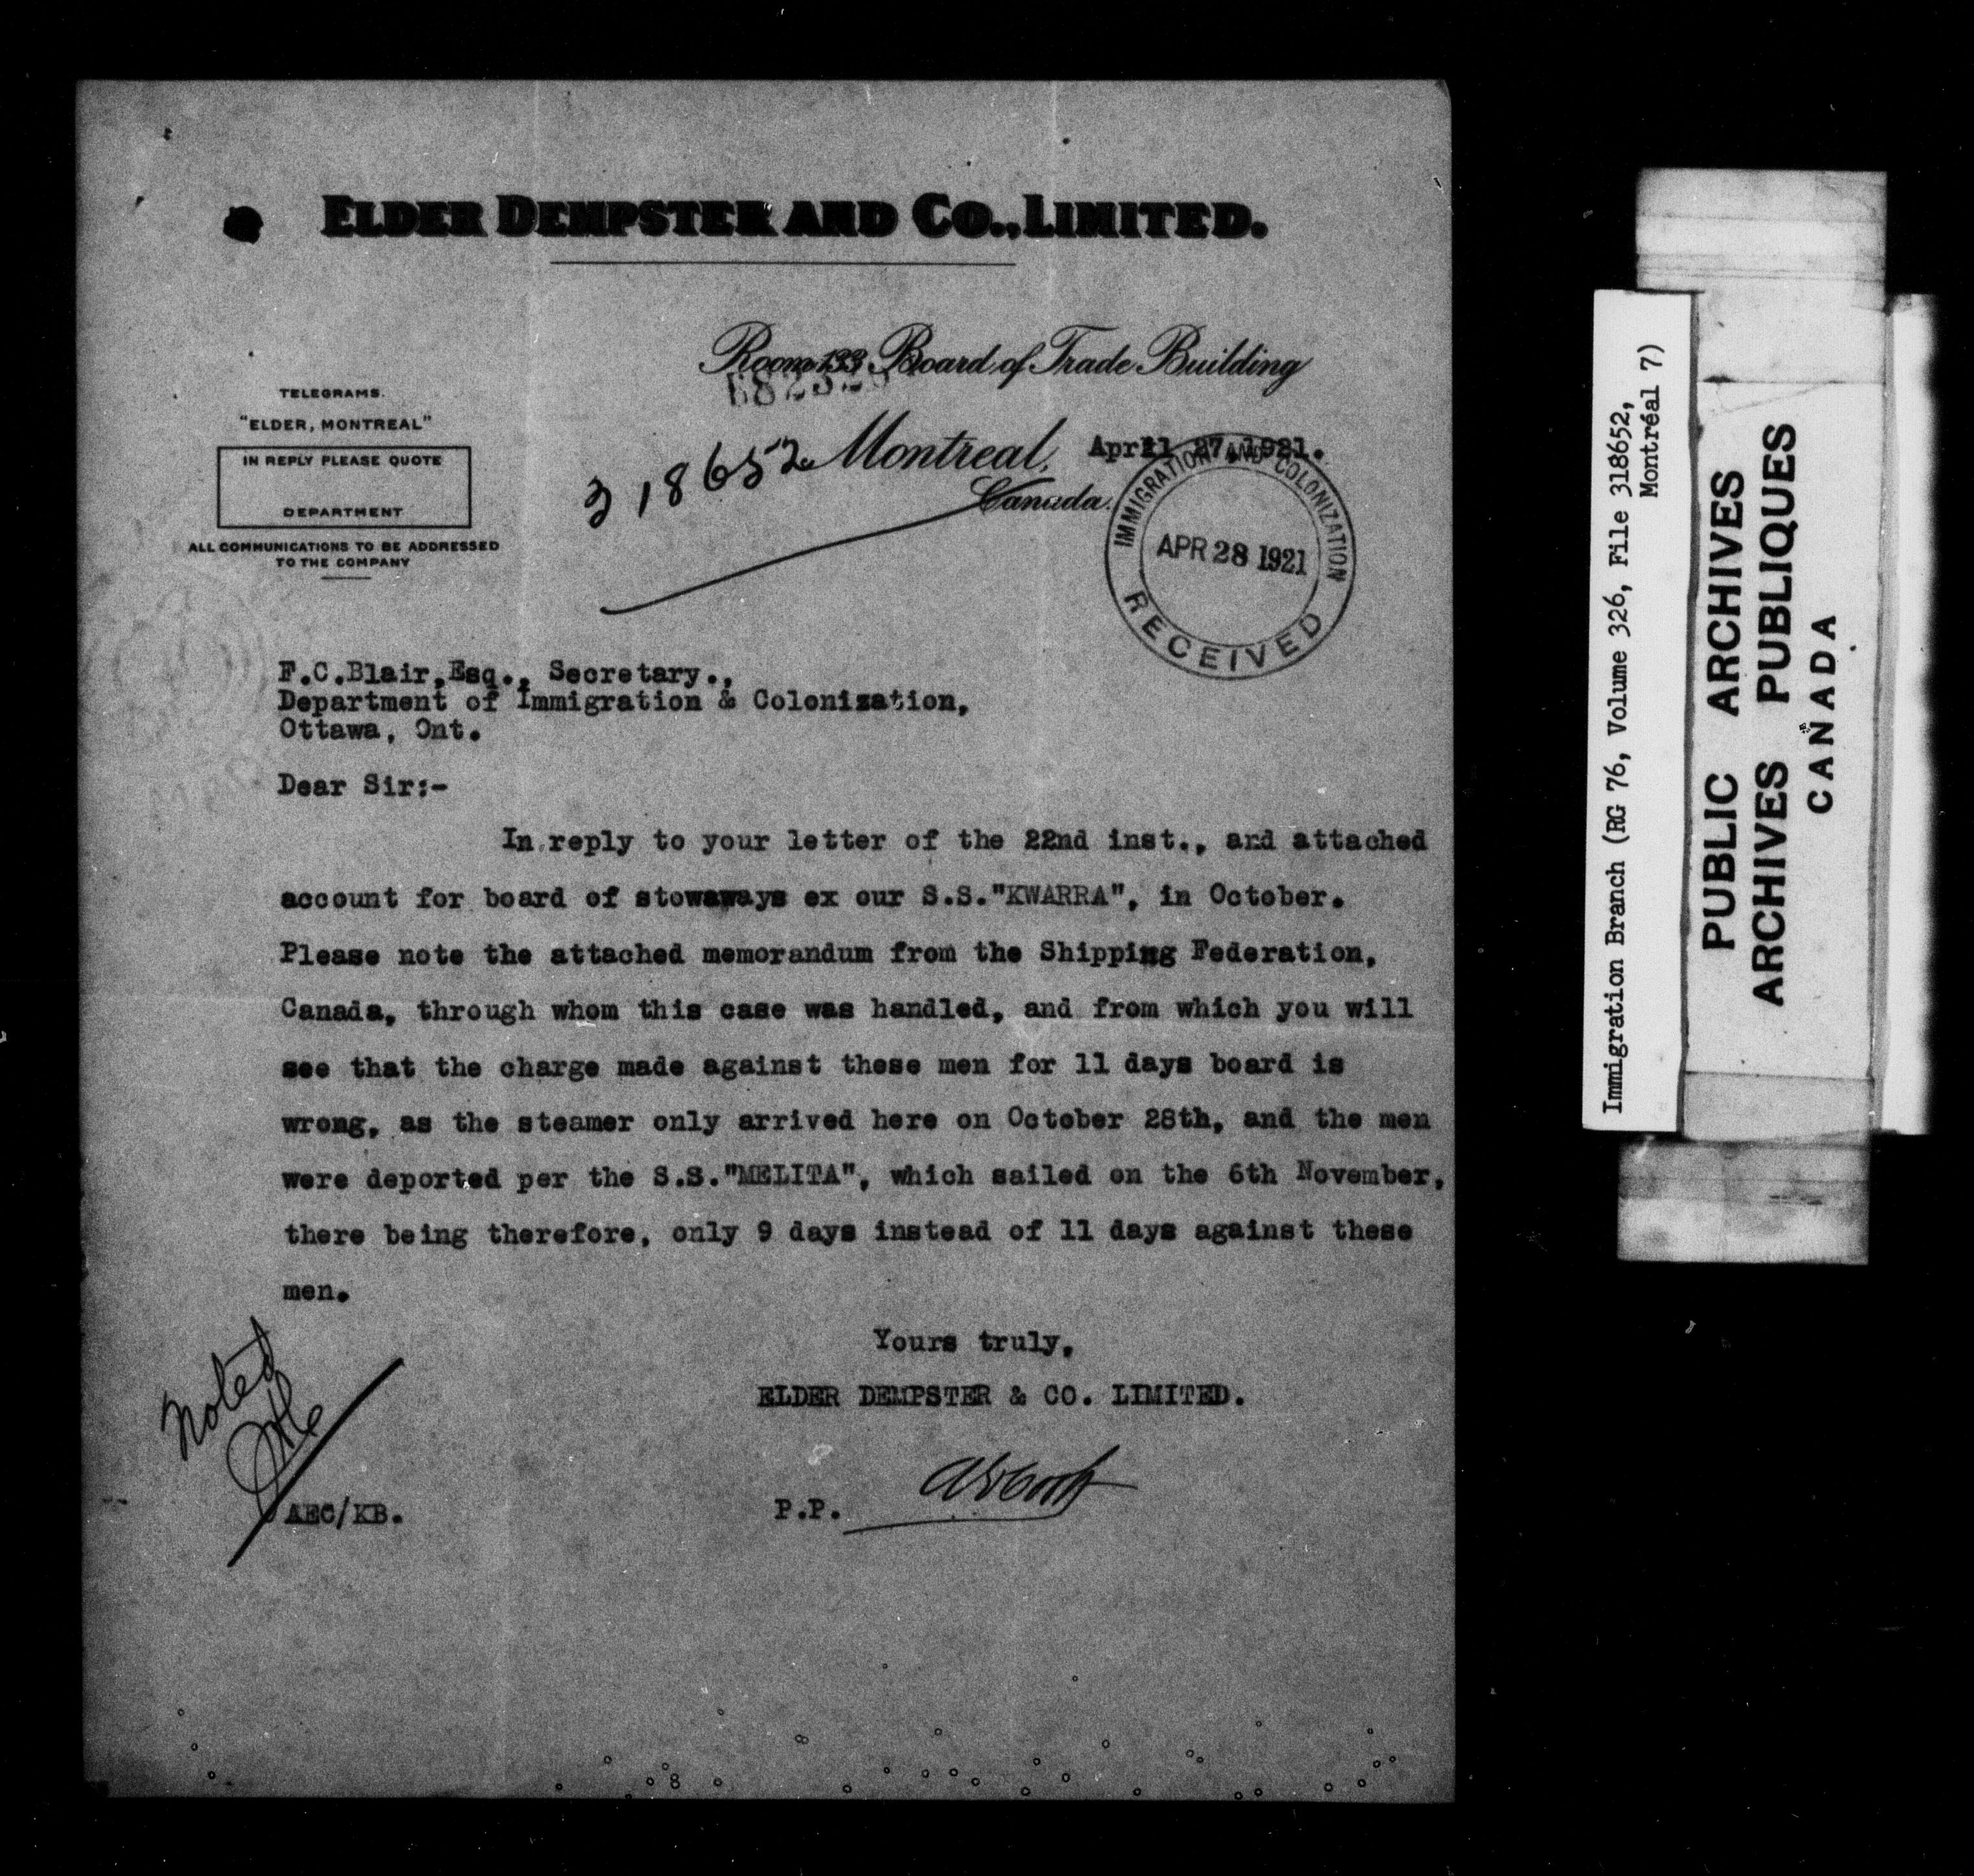 ELDER DEMPSTER AND CO., LIMITED.
Room 133 Board of Trade Building
TELEGRAMS.
"ELDER, MONTREAL"
IN REPLY PLEASE QUOTE
DEPARTMENT
ALL COMMUNICATIONS TO BE ADDRESSED
TO THE COMPANY
318652
Montreal, April 27, 1921.
Canada.
IMMIGRATION AND COLONIZATION
APR 28 1921
RECEIVED
F.C.Blair,Esq., Secretary.,
Department of Immigration & Colonization,
Ottawa, Ont.
Dear Sir:-
In reply to your letter of the 22nd inst., and attached
account for board of stowaways ex our S.S."KWARRA", in October.
Please note the attached memorandum from the Shipping Federation,
Canada, through whom this case was handled, and from which you will
see that the charge made against these men for 11 days board is
wrong, as the steamer only arrived here on October 28th, and the men
were deported per the S.S."MELITA", which sailed on the 6th November,
there being therefore, only 9 days instead of 11 days against these
men.
Yours truly,
ELDER DEMPSTER & CO. LIMITED.
Noted
AEC/KB.
P.P.
Immigration Branch (RG 76, Volume 326, File 318652,
Montréal 7)
PUBLIC ARCHIVES
ARCHIVES PUBLIQUES
CANADA